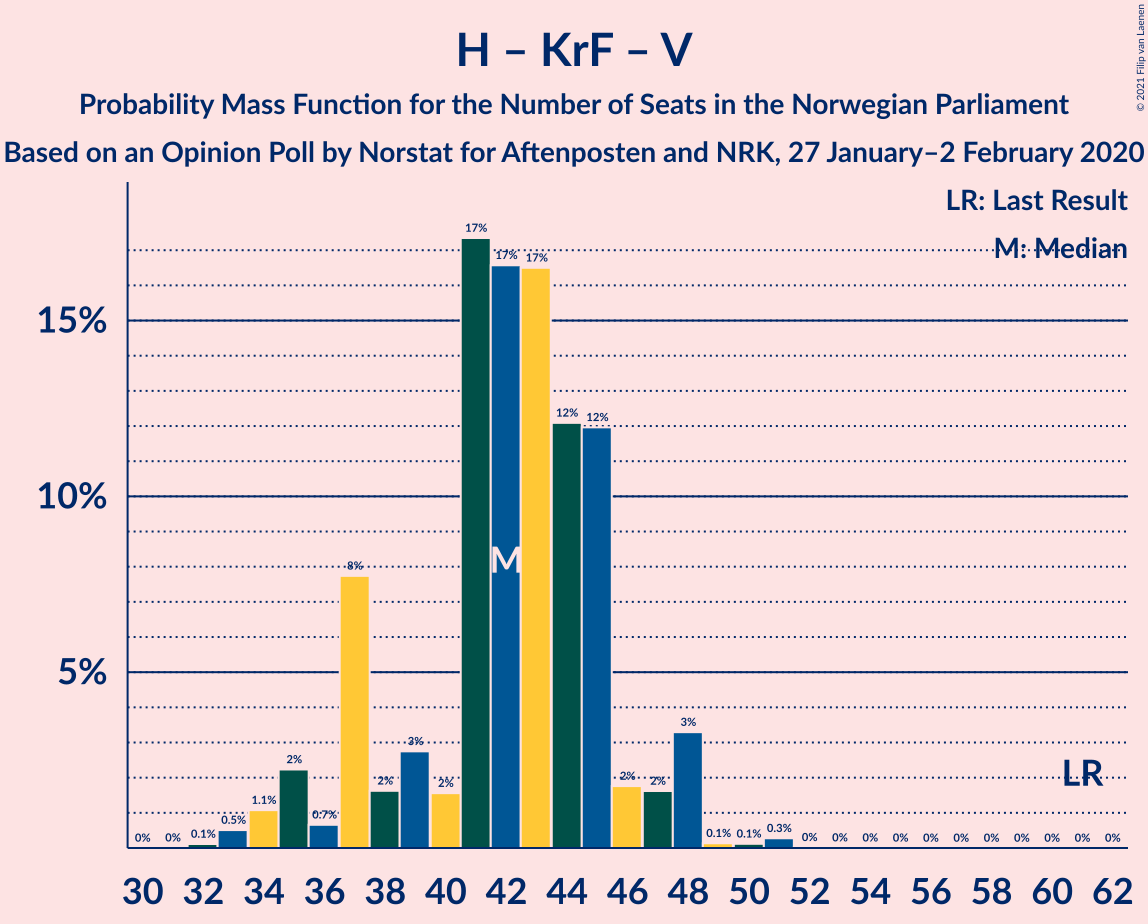 H – KrF – V
Probability Mass Function for the Number of Seats in the Norwegian Parliament
Based on an Opinion Poll by Norstat for Aftenposten and NRK, 27 January–2 February 2020
© 2021 Filip van Laenen
LR: Last Result
M: Median
15%
10%
5%
0% 0% 0.1% 0.5% 1.1% 2% 0.7% 8% 2% 3% 2% 17% 17% 17% 12% 12% 2% 2% 3% 0.1% 0.1% 0.3% 0% 0% 0% 0% 0% 0% 0% 0% 0% 0% 0%
M
LR
30 32 34 36 38 40 42 44 46 48 50 52 54 56 58 60 62